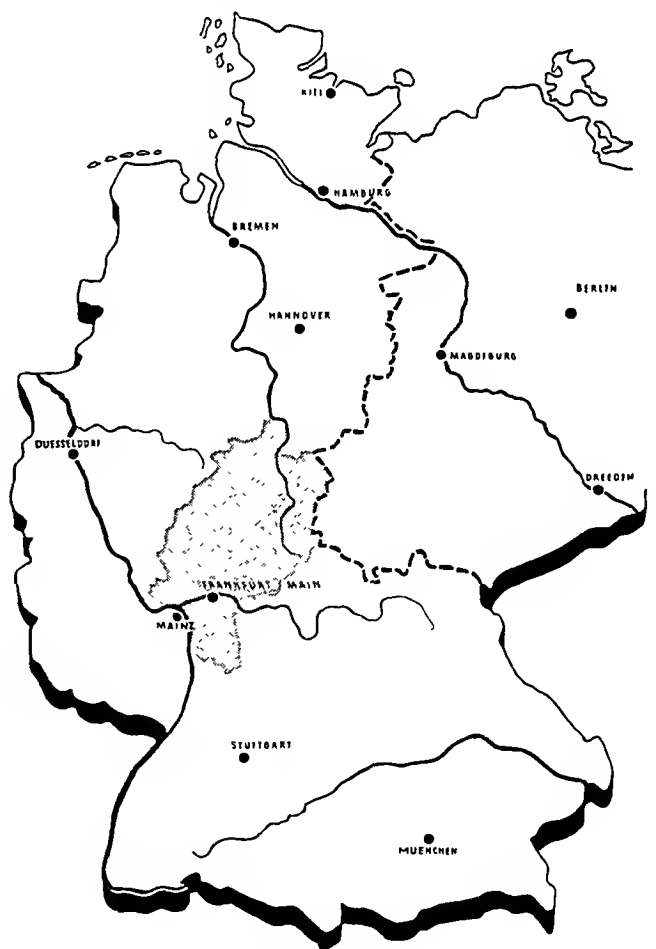 KIEL
HAMBURG
BREMEN
BERLIN
HANNOVER
MAGDEBURG
DUESSELDORF
DRESDEN
FRANKFURT / MAIN
MAINZ
STUTTGART
MUENCHEN